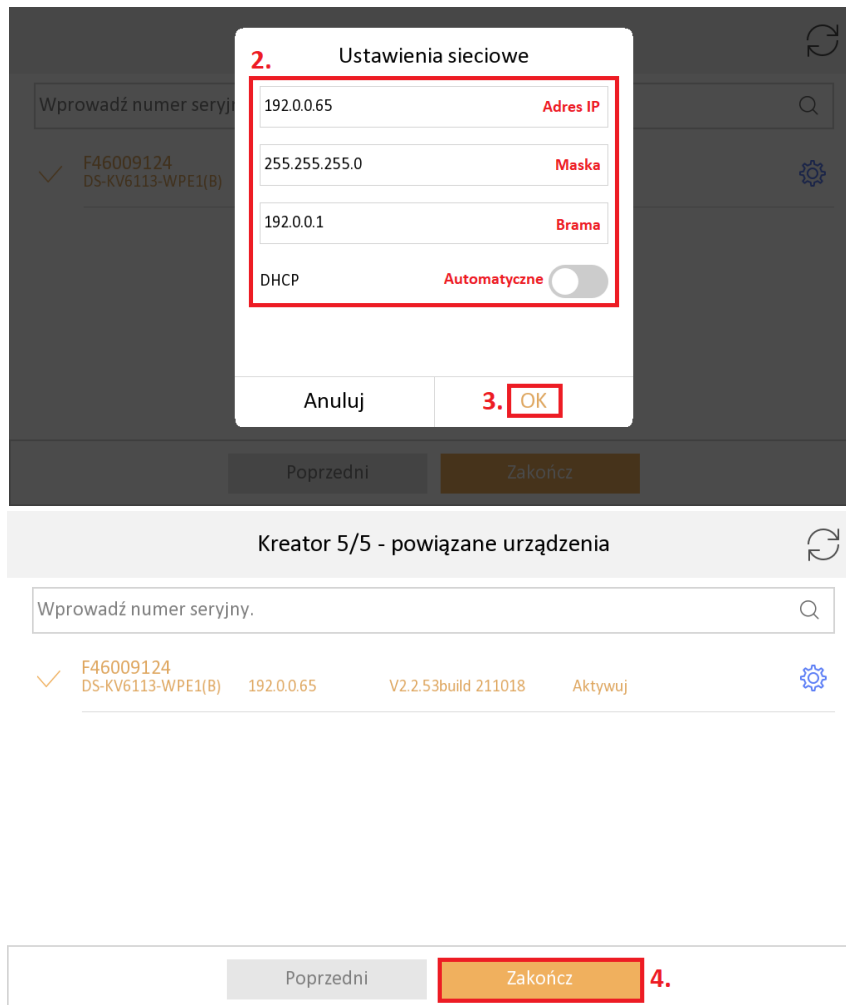 2. Ustawienia sieciowe
Wprowadź numer seryj
192.0.0.65 Adres IP
F46009124
DS-KV6113-WPE1(B)
255.255.255.0 Maska
192.0.0.1 Brama
DHCP Automatyczne
Anuluj 3. OK
Poprzedni Zakończ
Kreator 5/5 - powiązane urządzenia
Wprowadź numer seryjny.
F46009124
DS-KV6113-WPE1(B) 192.0.0.65 V2.2.53build 211018 Aktywuj
Poprzedni Zakończ 4.